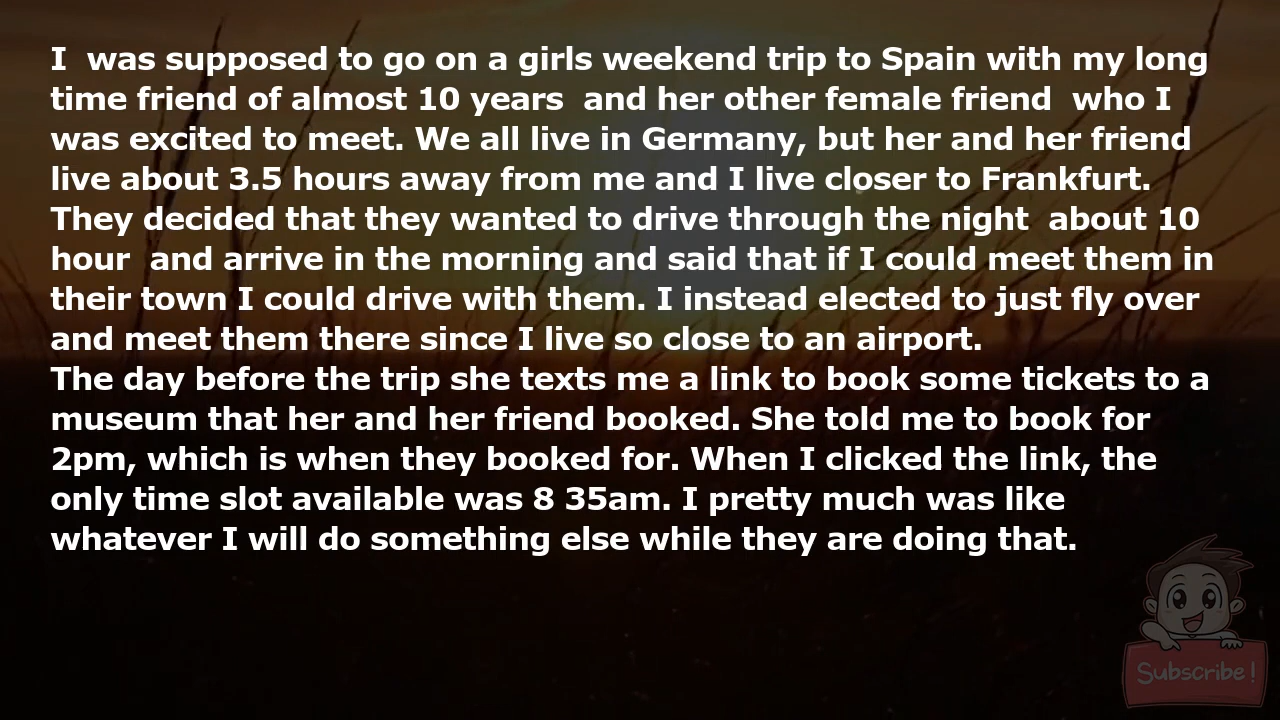 I  was supposed to go on a girls weekend trip to Spain with my long
time friend of almost 10 years  and her other female friend  who I
was excited to meet. We all live in Germany, but her and her friend
live about 3.5 hours away from me and I live closer to Frankfurt.
They decided that they wanted to drive through the night  about 10
hour  and arrive in the morning and said that if I could meet them in
their town I could drive with them. I instead elected to just fly over
and meet them there since I live so close to an airport.
The day before the trip she texts me a link to book some tickets to a
museum that her and her friend booked. She told me to book for
2pm, which is when they booked for. When I clicked the link, the
only time slot available was 8 35am. I pretty much was like
whatever I will do something else while they are doing that.
Subscribe!